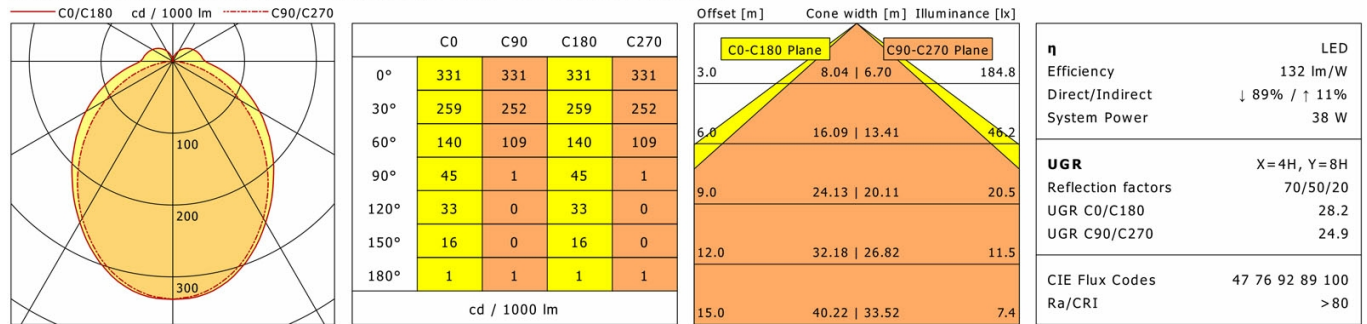 C0/C180 cd / 1000 lm C90/C270
100
200
300
C0 C90 C180 C270
0° 331 331 331 331
30° 259 252 259 252
60° 140 109 140 109
90° 45 1 45 1
120° 33 0 33 0
150° 16 0 16 0
180° 1 1 1 1
cd / 1000 lm
Offset [m] Cone width [m] Illuminance [lx]
C0-C180 Plane C90-C270 Plane
3.0 8.04 | 6.70 184.8
6.0 16.09 | 13.41 46.2
9.0 24.13 | 20.11 20.5
12.0 32.18 | 26.82 11.5
15.0 40.22 | 33.52 7.4
η LED
Efficiency 132 lm/W
Direct/Indirect ↓ 89% / ↑ 11%
System Power 38 W
UGR X=4H, Y=8H
Reflection factors 70/50/20
UGR C0/C180 28.2
UGR C90/C270 24.9
CIE Flux Codes 47 76 92 89 100
Ra/CRI >80